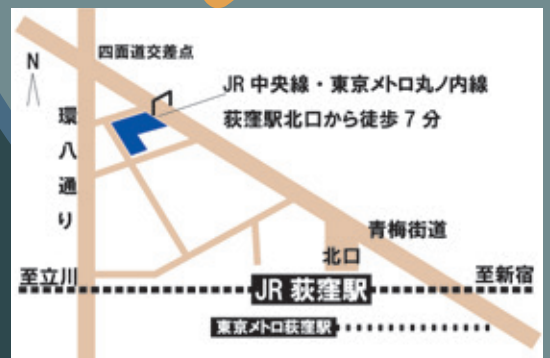 四面道交差点
N
JR 中央線・東京メトロ丸ノ内線
荻窪駅北口から徒歩 7 分
環八通り
青梅街道
北口
至立川
JR 荻窪駅
至新宿
東京メトロ荻窪駅